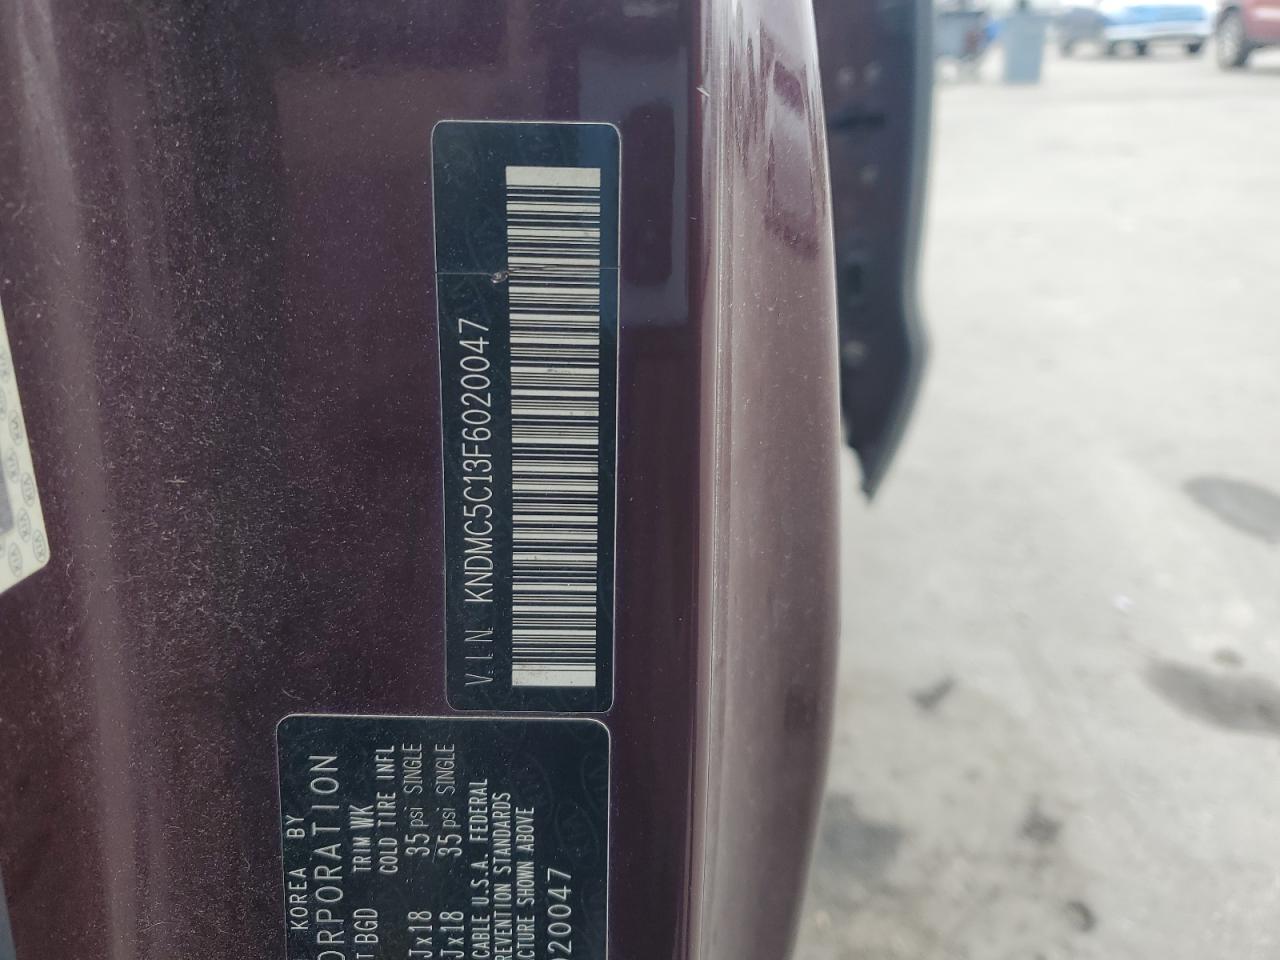 V.I.N. KNDMC5C13F6020047
KOREA BY
ORPORATION
T BGD TRIM WK
COLD TIRE INFL
Jx18 35 psi SINGLE
Jx18 35 psi SINGLE
CABLE U.S.A. FEDERAL
REVENTION STANDARDS
CTURE SHOWN ABOVE
020047
KIA